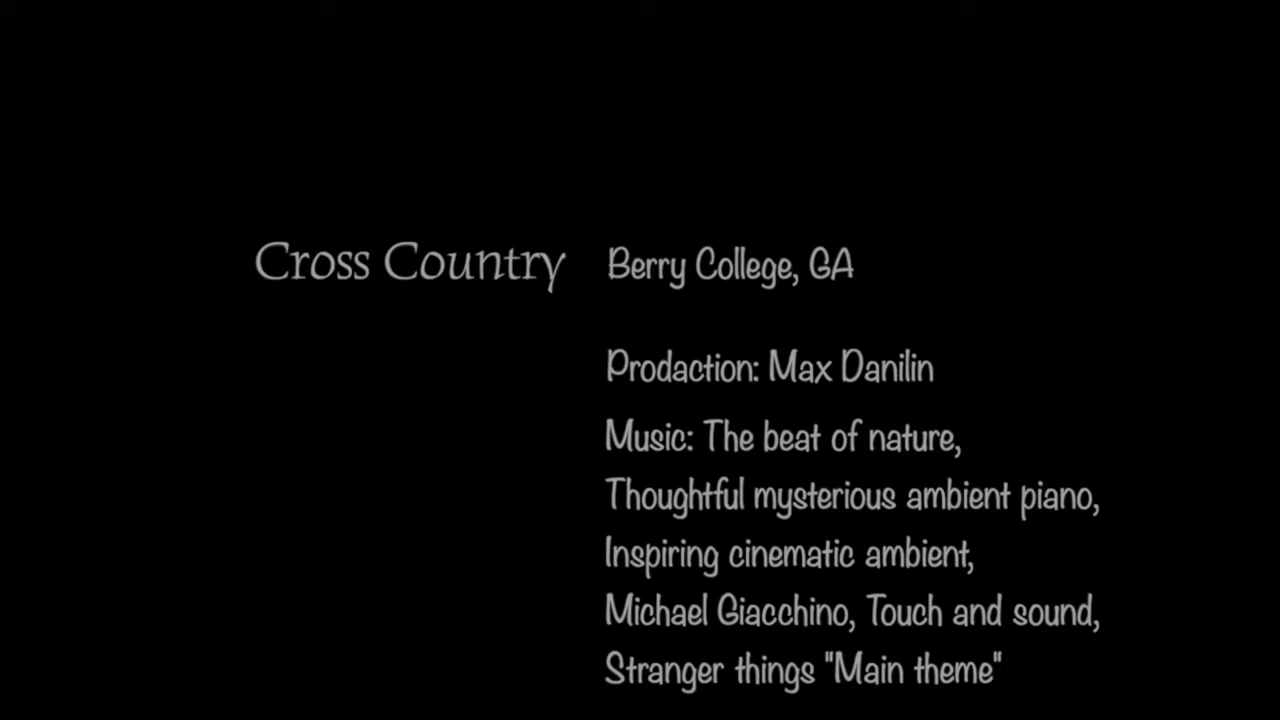 Cross Country Berry College, GA
Prodaction: Max Danilin
Music: The beat of nature,
Thoughtful mysterious ambient piano,
Inspiring cinematic ambient,
Michael Giacchino, Touch and sound,
Stranger things "Main theme"